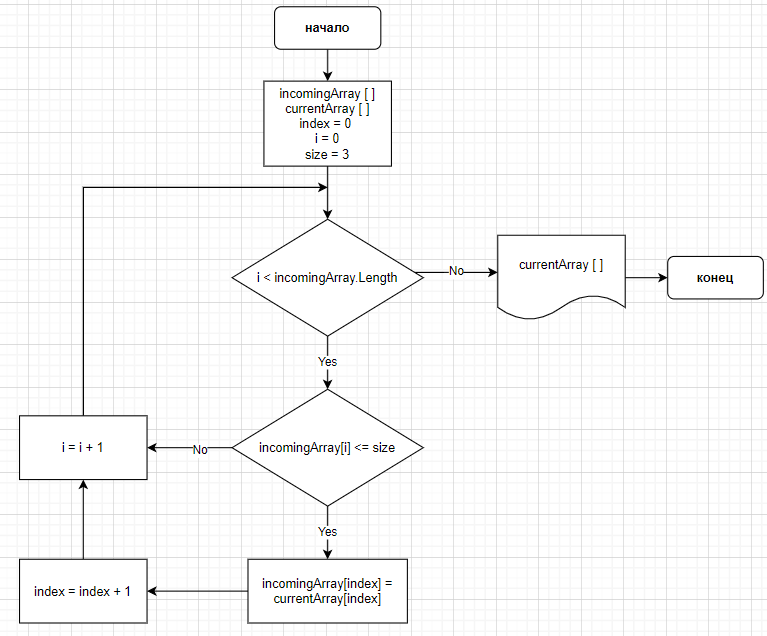 начало
incomingArray [ ]
currentArray [ ]
index = 0
i = 0
size = 3
i < incomingArray.Length
No
currentArray [ ]
конец
Yes
i = i + 1
No
incomingArray[i] <= size
Yes
index = index + 1
incomingArray[index] =
currentArray[index]